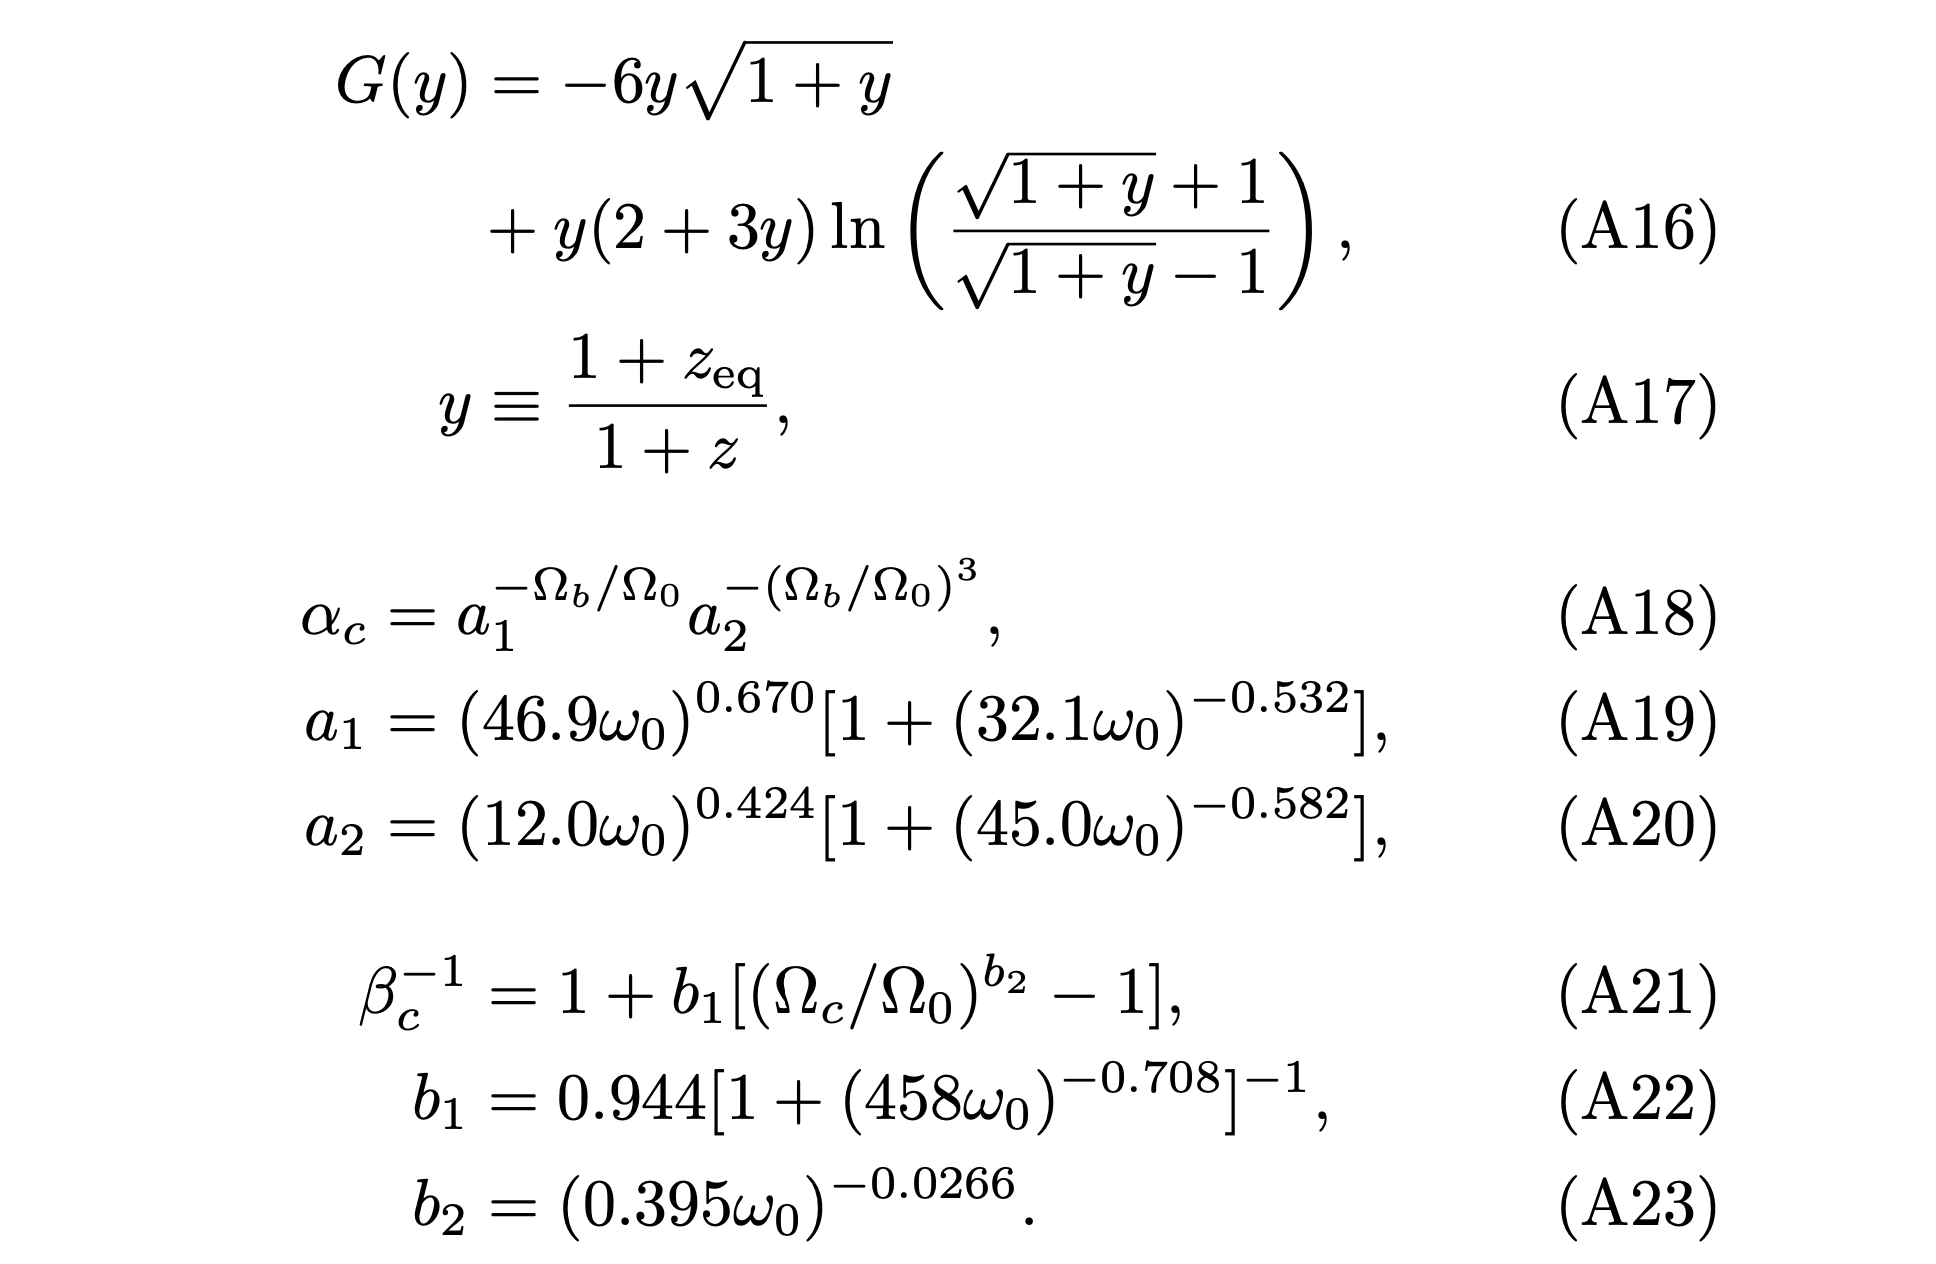 G(y) = −6y√(1 + y)
+ y(2 + 3y) ln ( (√(1 + y) + 1) / (√(1 + y) − 1) ) , (A16)
y ≡ (1 + z_eq) / (1 + z), (A17)
α_c = a_1^{−Ω_b/Ω_0} a_2^{−(Ω_b/Ω_0)^3}, (A18)
a_1 = (46.9ω_0)^{0.670}[1 + (32.1ω_0)^{−0.532}], (A19)
a_2 = (12.0ω_0)^{0.424}[1 + (45.0ω_0)^{−0.582}], (A20)
β_c^{−1} = 1 + b_1[(Ω_c/Ω_0)^{b_2} − 1], (A21)
b_1 = 0.944[1 + (458ω_0)^{−0.708}]^{−1}, (A22)
b_2 = (0.395ω_0)^{−0.0266}. (A23)